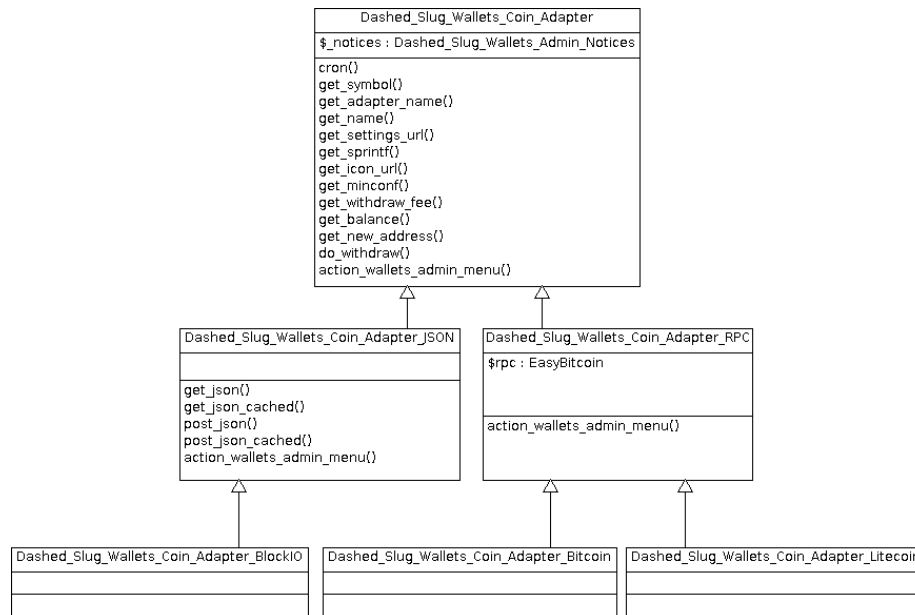 Dashed_Slug_Wallets_Coin_Adapter
$_notices : Dashed_Slug_Wallets_Admin_Notices
cron()
get_symbol()
get_adapter_name()
get_name()
get_settings_url()
get_sprintf()
get_icon_url()
get_minconf()
get_withdraw_fee()
get_balance()
get_new_address()
do_withdraw()
action_wallets_admin_menu()
Dashed_Slug_Wallets_Coin_Adapter_JSON
get_json()
get_json_cached()
post_json()
post_json_cached()
action_wallets_admin_menu()
Dashed_Slug_Wallets_Coin_Adapter_RPC
$rpc : EasyBitcoin
action_wallets_admin_menu()
Dashed_Slug_Wallets_Coin_Adapter_BlockIO
Dashed_Slug_Wallets_Coin_Adapter_Bitcoin
Dashed_Slug_Wallets_Coin_Adapter_Litecoin